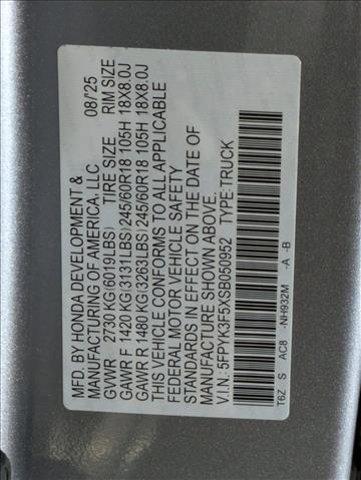 MFD. BY HONDA DEVELOPMENT & 08/'25
MANUFACTURING OF AMERICA, LLC
GVWR 2730 KG(6019LBS) TIRE SIZE RIM SIZE
GAWR F 1420 KG(3131LBS)245/60R18 105H 18X8.0J
GAWR R 1480 KG(3263LBS)245/60R18 105H 18X8.0J
THIS VEHICLE CONFORMS TO ALL APPLICABLE
FEDERAL MOTOR VEHICLE SAFETY
STANDARDS IN EFFECT ON THE DATE OF
MANUFACTURE SHOWN ABOVE.
V.I.N.: 5FPYK3F5XSB050952 TYPE:TRUCK
T6Z S AC8 -NH932M -A -B